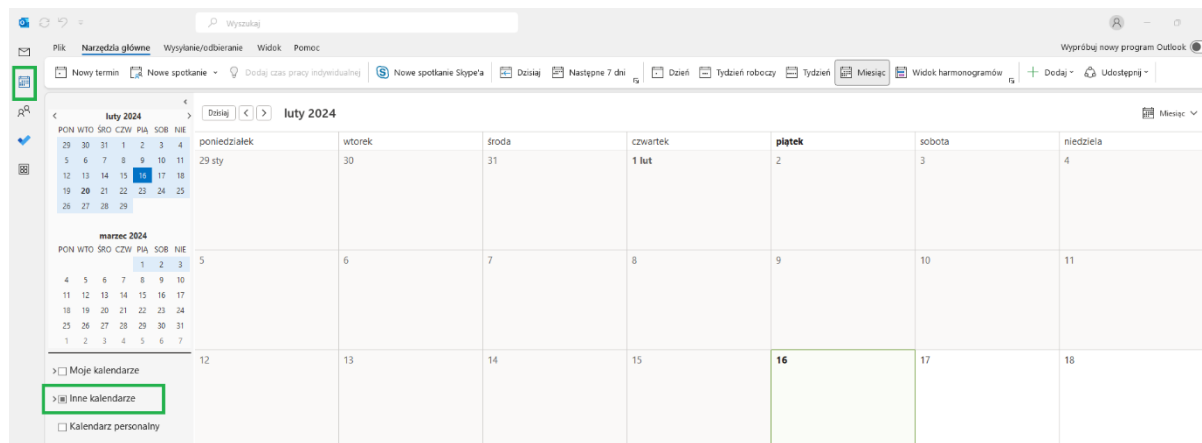 Wyszukaj
Plik Narzędzia główne Wysyłanie/odbieranie Widok Pomoc Wypróbuj nowy program Outlook
Nowy termin Nowe spotkanie Dodaj czas pracy indywidualnej Nowe spotkanie Skype'a Dzisiaj Następne 7 dni Dzień Tydzień roboczy Tydzień Miesiąc Widok harmonogramów Dodaj Udostępnij
luty 2024
PON WTO ŚRO CZW PIĄ SOB NIE
29 30 31 1 2 3 4
5 6 7 8 9 10 11
12 13 14 15 16 17 18
19 20 21 22 23 24 25
26 27 28 29
marzec 2024
PON WTO ŚRO CZW PIĄ SOB NIE
1 2 3
4 5 6 7 8 9 10
11 12 13 14 15 16 17
18 19 20 21 22 23 24
25 26 27 28 29 30 31
1 2 3 4 5 6 7
Moje kalendarze
Inne kalendarze
Kalendarz personalny
Dzisiaj luty 2024 Miesiąc
poniedziałek wtorek środa czwartek piątek sobota niedziela
29 sty 30 31 1 lut 2 3 4
5 6 7 8 9 10 11
12 13 14 15 16 17 18